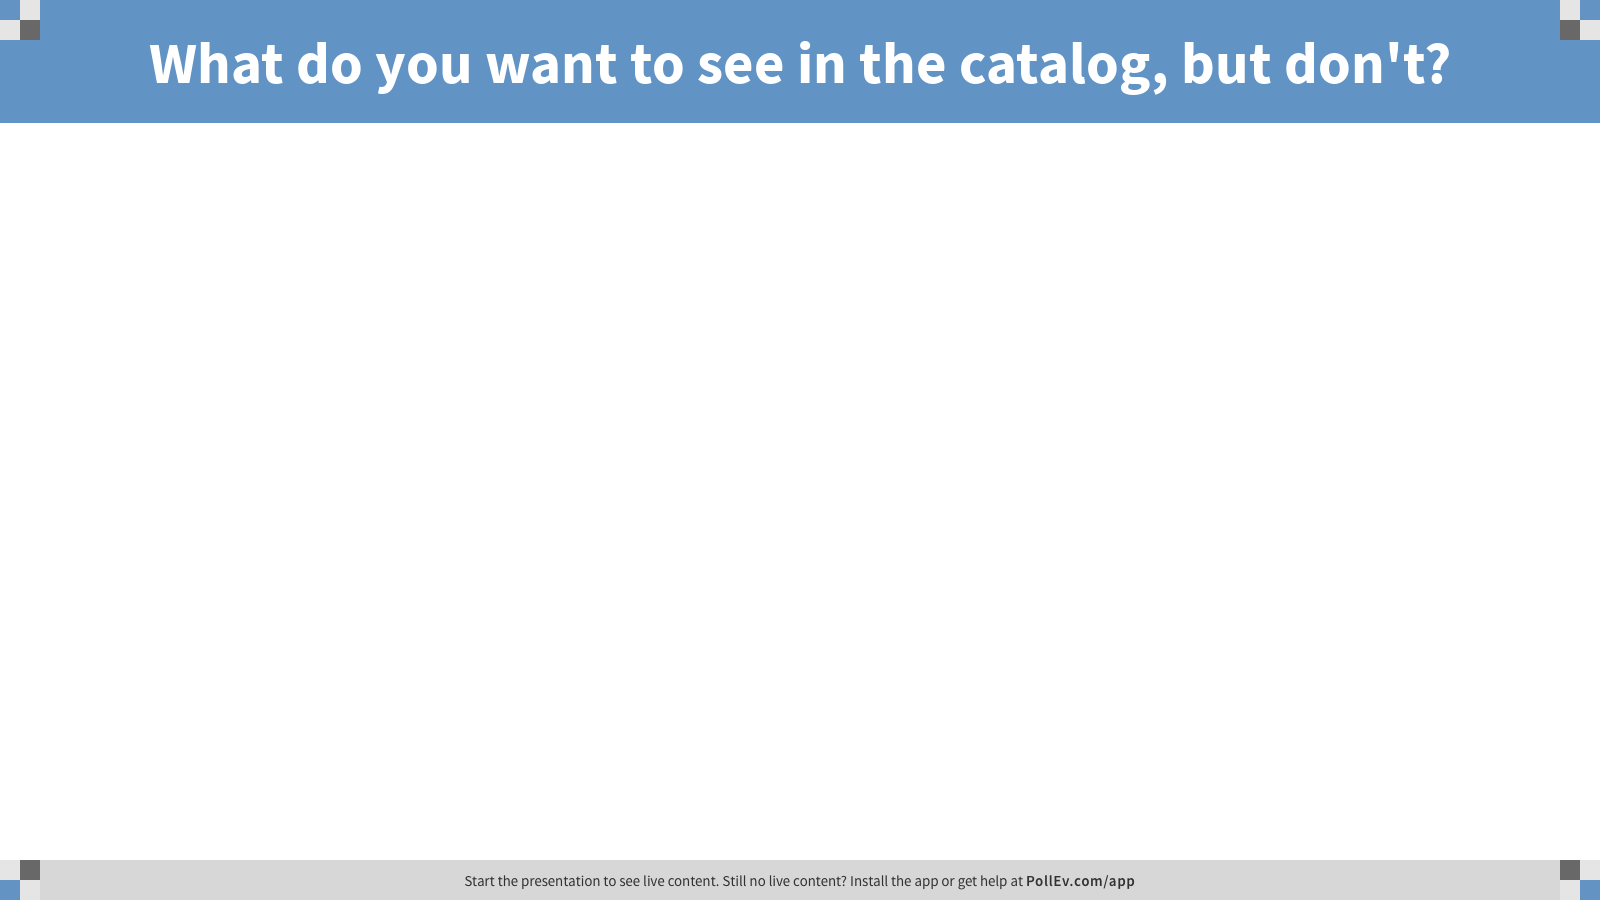 What do you want to see in the catalog, but don't?
Start the presentation to see live content. Still no live content? Install the app or get help at PollEv.com/app